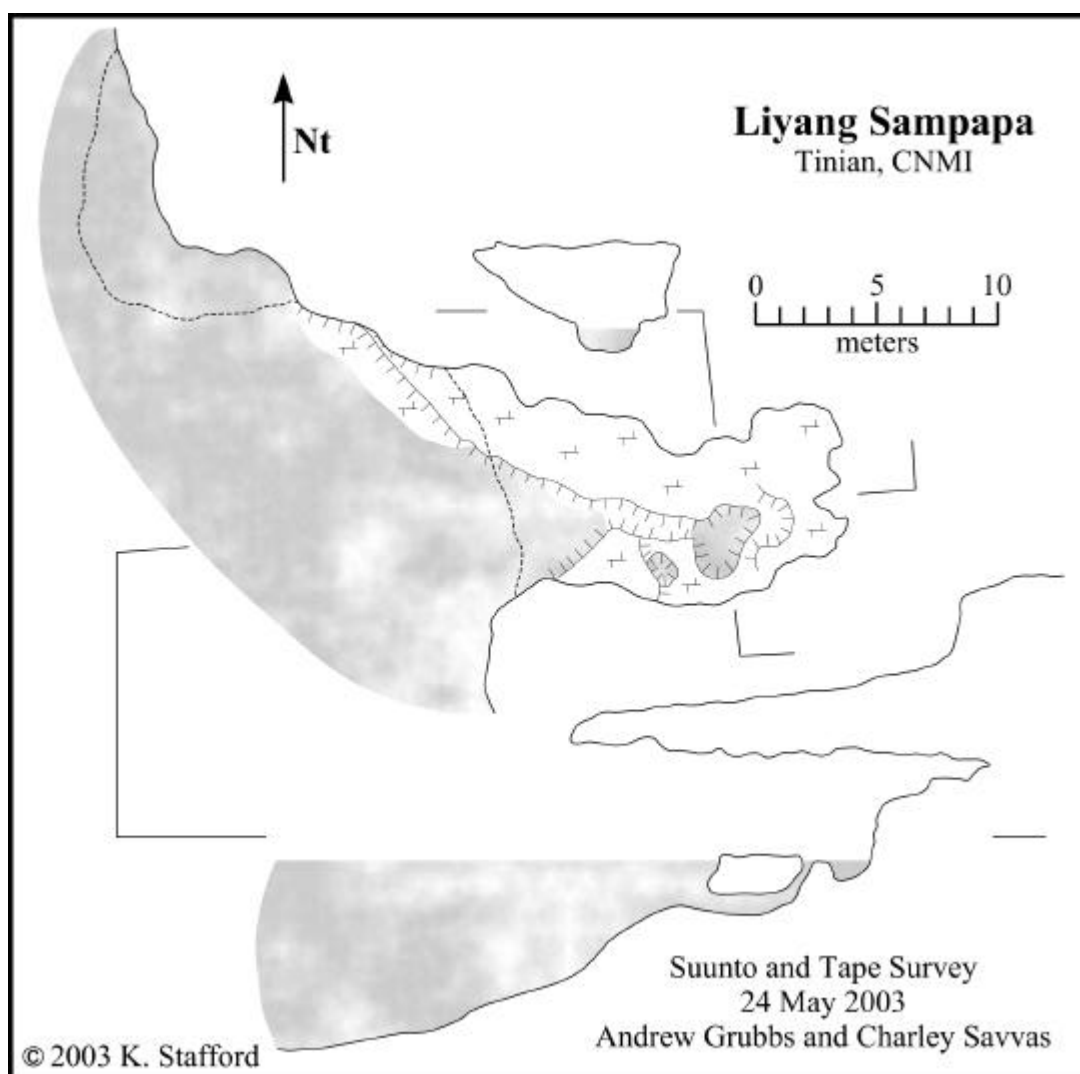 Liyang Sampapa
Tinian, CNMI
Nt
0 5 10
meters
Suunto and Tape Survey
24 May 2003
Andrew Grubbs and Charley Savvas
© 2003 K. Stafford